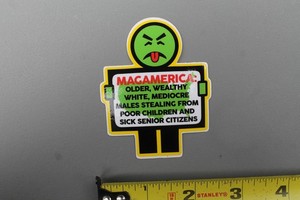 MAGAMERICA:
OLDER, WEALTHY
WHITE, MEDIOCRE
MALES STEALING FROM
POOR CHILDREN AND
SICK SENIOR CITIZENS
1 2 3 4
STANLEY